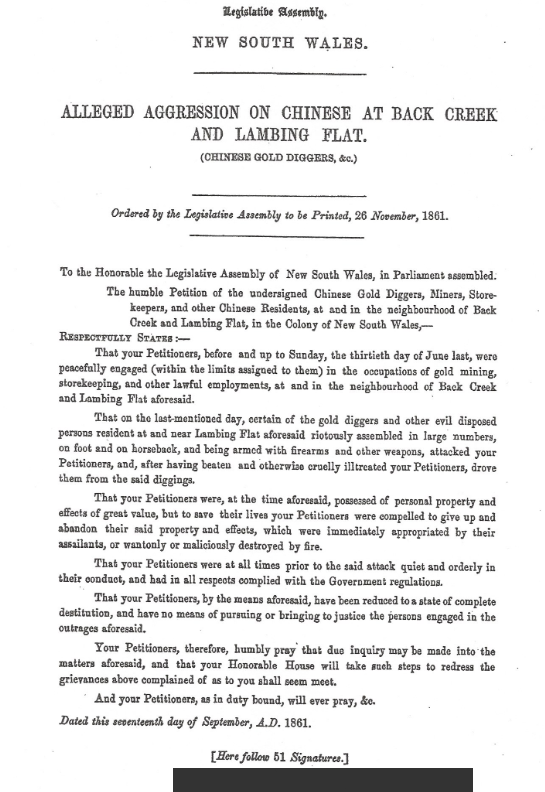 Legislative Assembly.
NEW SOUTH WALES.
ALLEGED AGGRESSION ON CHINESE AT BACK CREEK
AND LAMBING FLAT.
(CHINESE GOLD DIGGERS, &c.)
Ordered by the Legislative Assembly to be Printed, 26 November, 1861.
To the Honorable the Legislative Assembly of New South Wales, in Parliament assembled.
The humble Petition of the undersigned Chinese Gold Diggers, Miners, Store-
keepers, and other Chinese Residents, at and in the neighbourhood of Back
Creek and Lambing Flat, in the Colony of New South Wales,—
RESPECTFULLY STATES :—
That your Petitioners, before and up to Sunday, the thirtieth day of June last, were
peacefully engaged (within the limits assigned to them) in the occupations of gold mining,
storekeeping, and other lawful employments, at and in the neighbourhood of Back Creek
and Lambing Flat aforesaid.
That on the last-mentioned day, certain of the gold diggers and other evil disposed
persons resident at and near Lambing Flat aforesaid riotously assembled in large numbers,
on foot and on horseback, and being armed with firearms and other weapons, attacked your
Petitioners, and, after having beaten and otherwise cruelly illtreated your Petitioners, drove
them from the said diggings.
That your Petitioners were, at the time aforesaid, possessed of personal property and
effects of great value, but to save their lives your Petitioners were compelled to give up and
abandon their said property and effects, which were immediately appropriated by their
assailants, or wantonly or maliciously destroyed by fire.
That your Petitioners were at all times prior to the said attack quiet and orderly in
their conduct, and had in all respects complied with the Government regulations.
That your Petitioners, by the means aforesaid, have been reduced to a state of complete
destitution, and have no means of pursuing or bringing to justice the persons engaged in the
outrages aforesaid.
Your Petitioners, therefore, humbly pray that due inquiry may be made into the
matters aforesaid, and that your Honorable House will take such steps to redress the
grievances above complained of as to you shall seem meet.
And your Petitioners, as in duty bound, will ever pray, &c.
Dated this seventeenth day of September, A.D. 1861.
[Here follow 51 Signatures.]